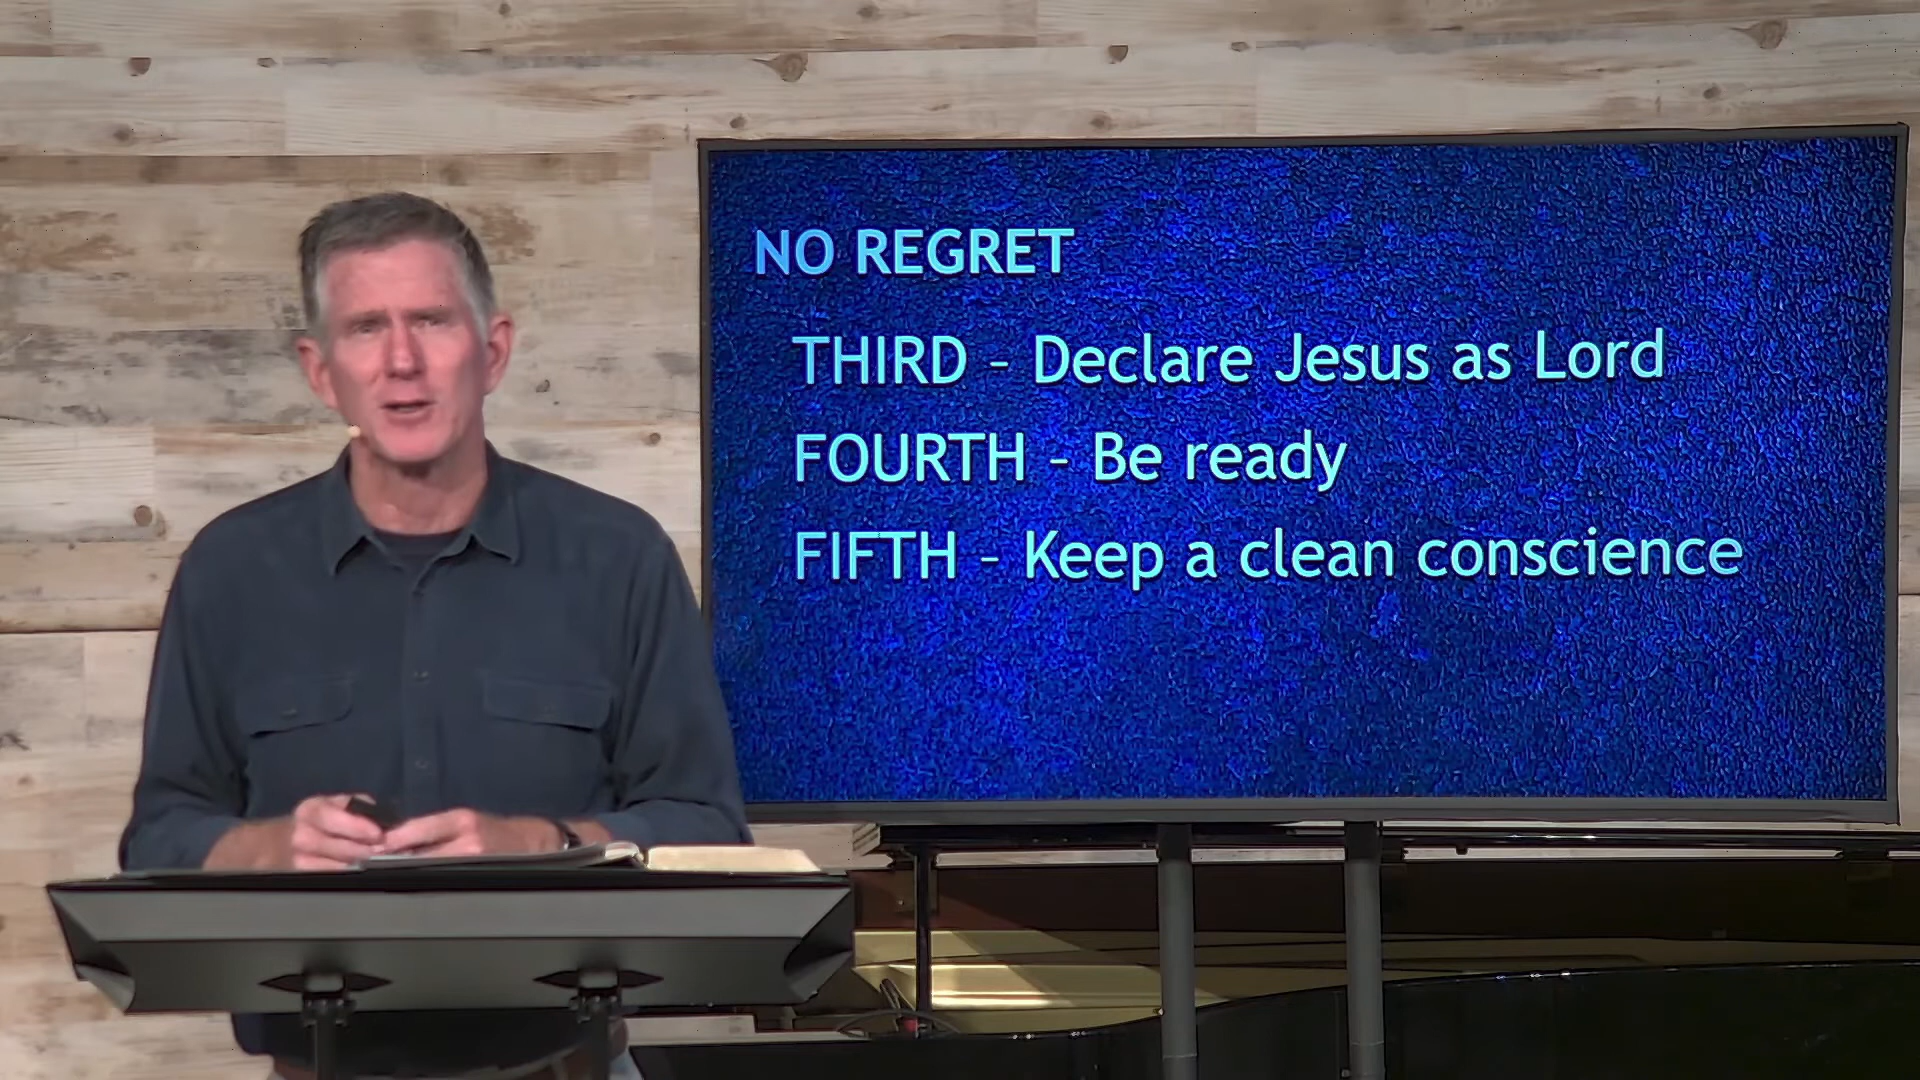 NO REGRET
THIRD – Declare Jesus as Lord
FOURTH – Be ready
FIFTH – Keep a clean conscience